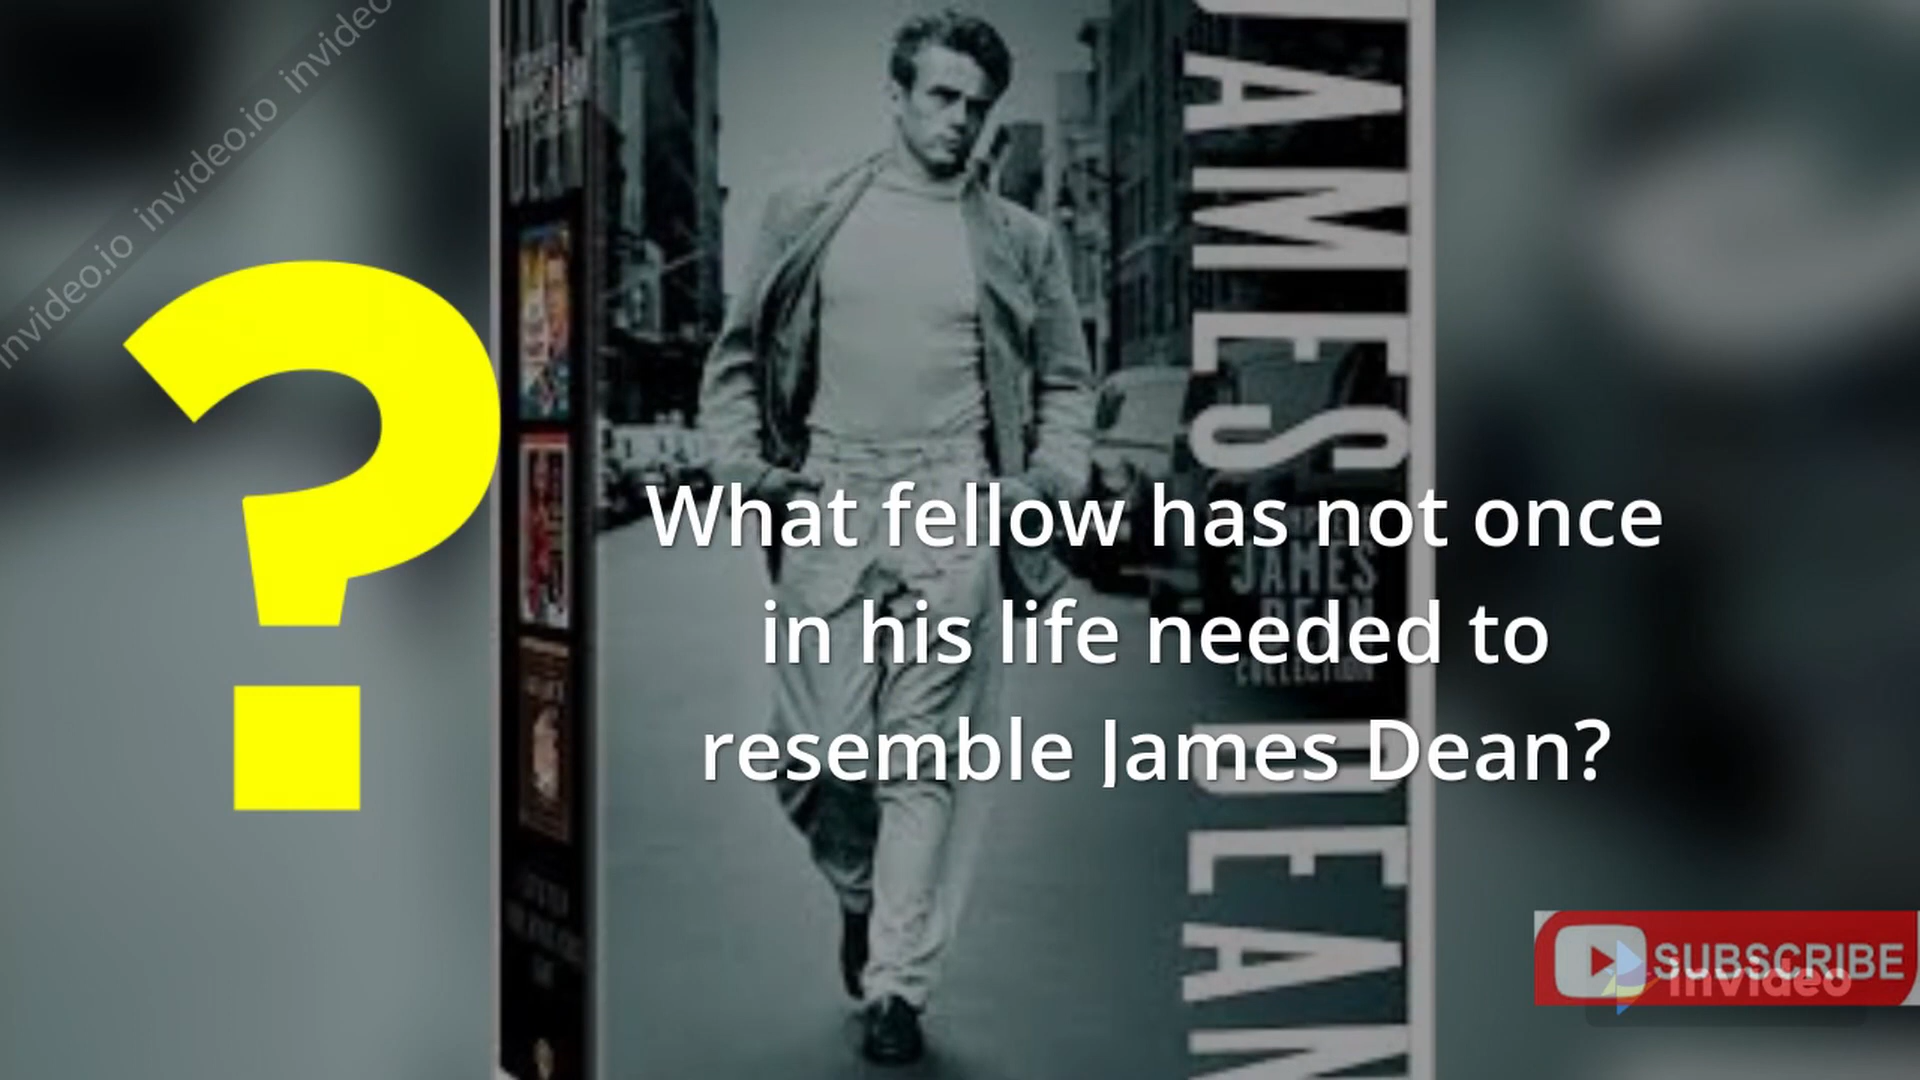 invideo.io invideo.io invideo
JAMES DEAN
What fellow has not once
in his life needed to
resemble James Dean?
JAMES
DEAN
COLLECTION
SUBSCRIBE
invideo